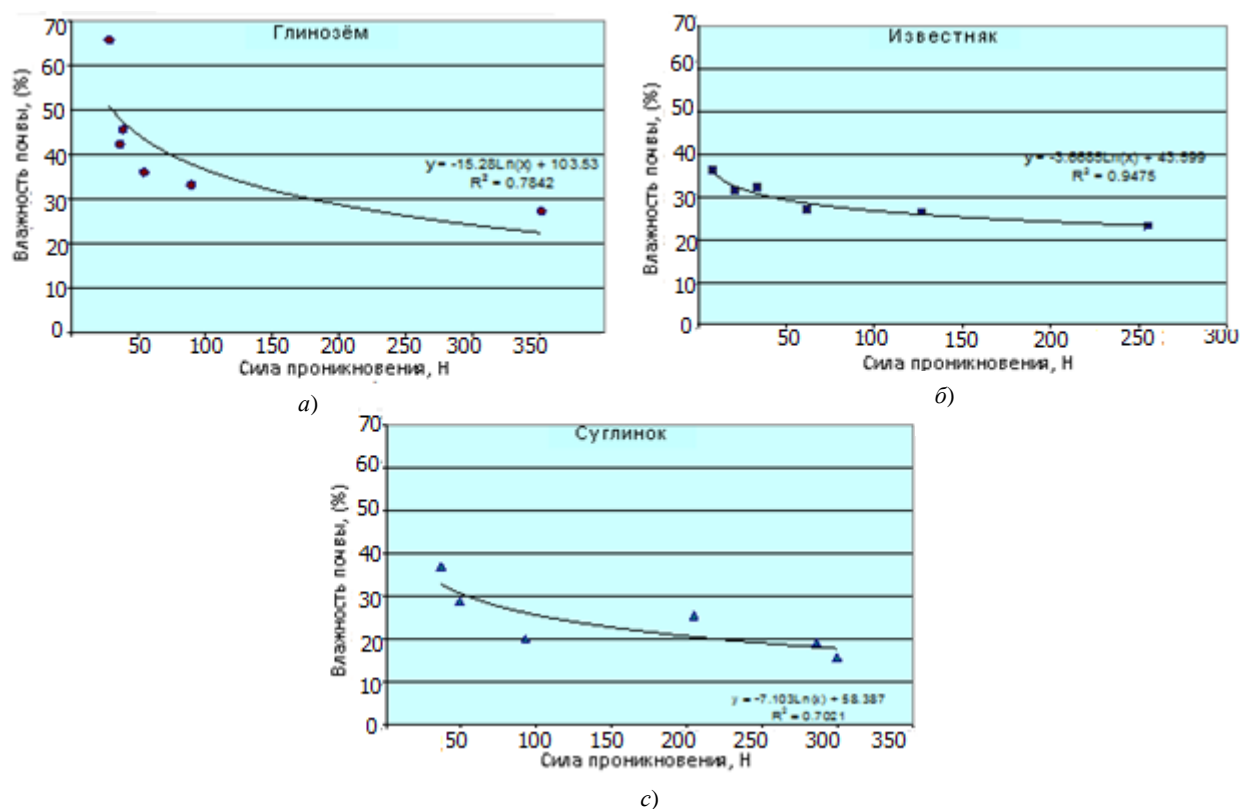 Глинозём
Влажность почвы, (%)
70
60
50
40
30
20
10
0
y = -15.28Ln(x) + 103.53
R² = 0.7842
50 100 150 200 250 300 350
Сила проникновения, Н
а)
Известняк
Влажность почвы, (%)
70
60
50
40
30
20
10
0
y = -3.6685Ln(x) + 43.599
R² = 0.9475
50 100 150 200 250 300
Сила проникновения, Н
б)
Суглинок
Влажность почвы, (%)
70
60
50
40
30
20
10
0
y = -7.103Ln(x) + 58.387
R² = 0.7021
50 100 150 200 250 300 350
Сила проникновения, Н
с)